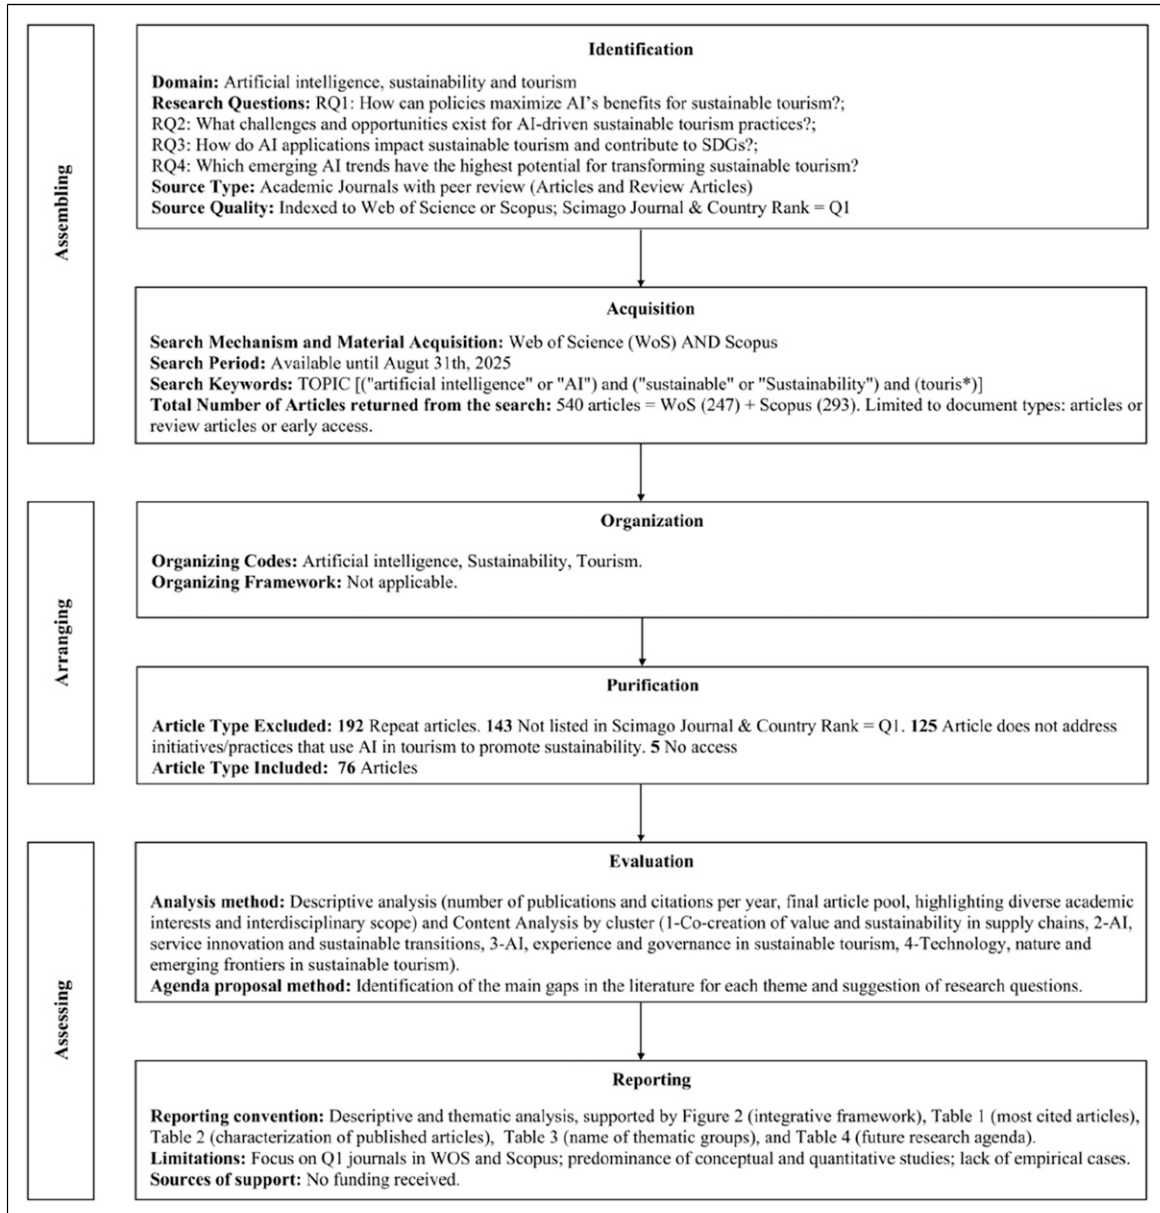 Assembling
Identification
Domain: Artificial intelligence, sustainability and tourism
Research Questions: RQ1: How can policies maximize AI's benefits for sustainable tourism?;
RQ2: What challenges and opportunities exist for AI-driven sustainable tourism practices?;
RQ3: How do AI applications impact sustainable tourism and contribute to SDGs?;
RQ4: Which emerging AI trends have the highest potential for transforming sustainable tourism?
Source Type: Academic Journals with peer review (Articles and Review Articles)
Source Quality: Indexed to Web of Science or Scopus; Scimago Journal & Country Rank = Q1
Acquisition
Search Mechanism and Material Acquisition: Web of Science (WoS) AND Scopus
Search Period: Available until Augut 31th, 2025
Search Keywords: TOPIC [("artificial intelligence" or "AI") and ("sustainable" or "Sustainability") and (touris*)]
Total Number of Articles returned from the search: 540 articles = WoS (247) + Scopus (293). Limited to document types: articles or
review articles or early access.
Arranging
Organization
Organizing Codes: Artificial intelligence, Sustainability, Tourism.
Organizing Framework: Not applicable.
Purification
Article Type Excluded: 192 Repeat articles. 143 Not listed in Scimago Journal & Country Rank = Q1. 125 Article does not address
initiatives/practices that use AI in tourism to promote sustainability. 5 No access
Article Type Included: 76 Articles
Assessing
Evaluation
Analysis method: Descriptive analysis (number of publications and citations per year, final article pool, highlighting diverse academic
interests and interdisciplinary scope) and Content Analysis by cluster (1-Co-creation of value and sustainability in supply chains, 2-AI,
service innovation and sustainable transitions, 3-AI, experience and governance in sustainable tourism, 4-Technology, nature and
emerging frontiers in sustainable tourism).
Agenda proposal method: Identification of the main gaps in the literature for each theme and suggestion of research questions.
Reporting
Reporting convention: Descriptive and thematic analysis, supported by Figure 2 (integrative framework), Table 1 (most cited articles),
Table 2 (characterization of published articles), Table 3 (name of thematic groups), and Table 4 (future research agenda).
Limitations: Focus on Q1 journals in WOS and Scopus; predominance of conceptual and quantitative studies; lack of empirical cases.
Sources of support: No funding received.